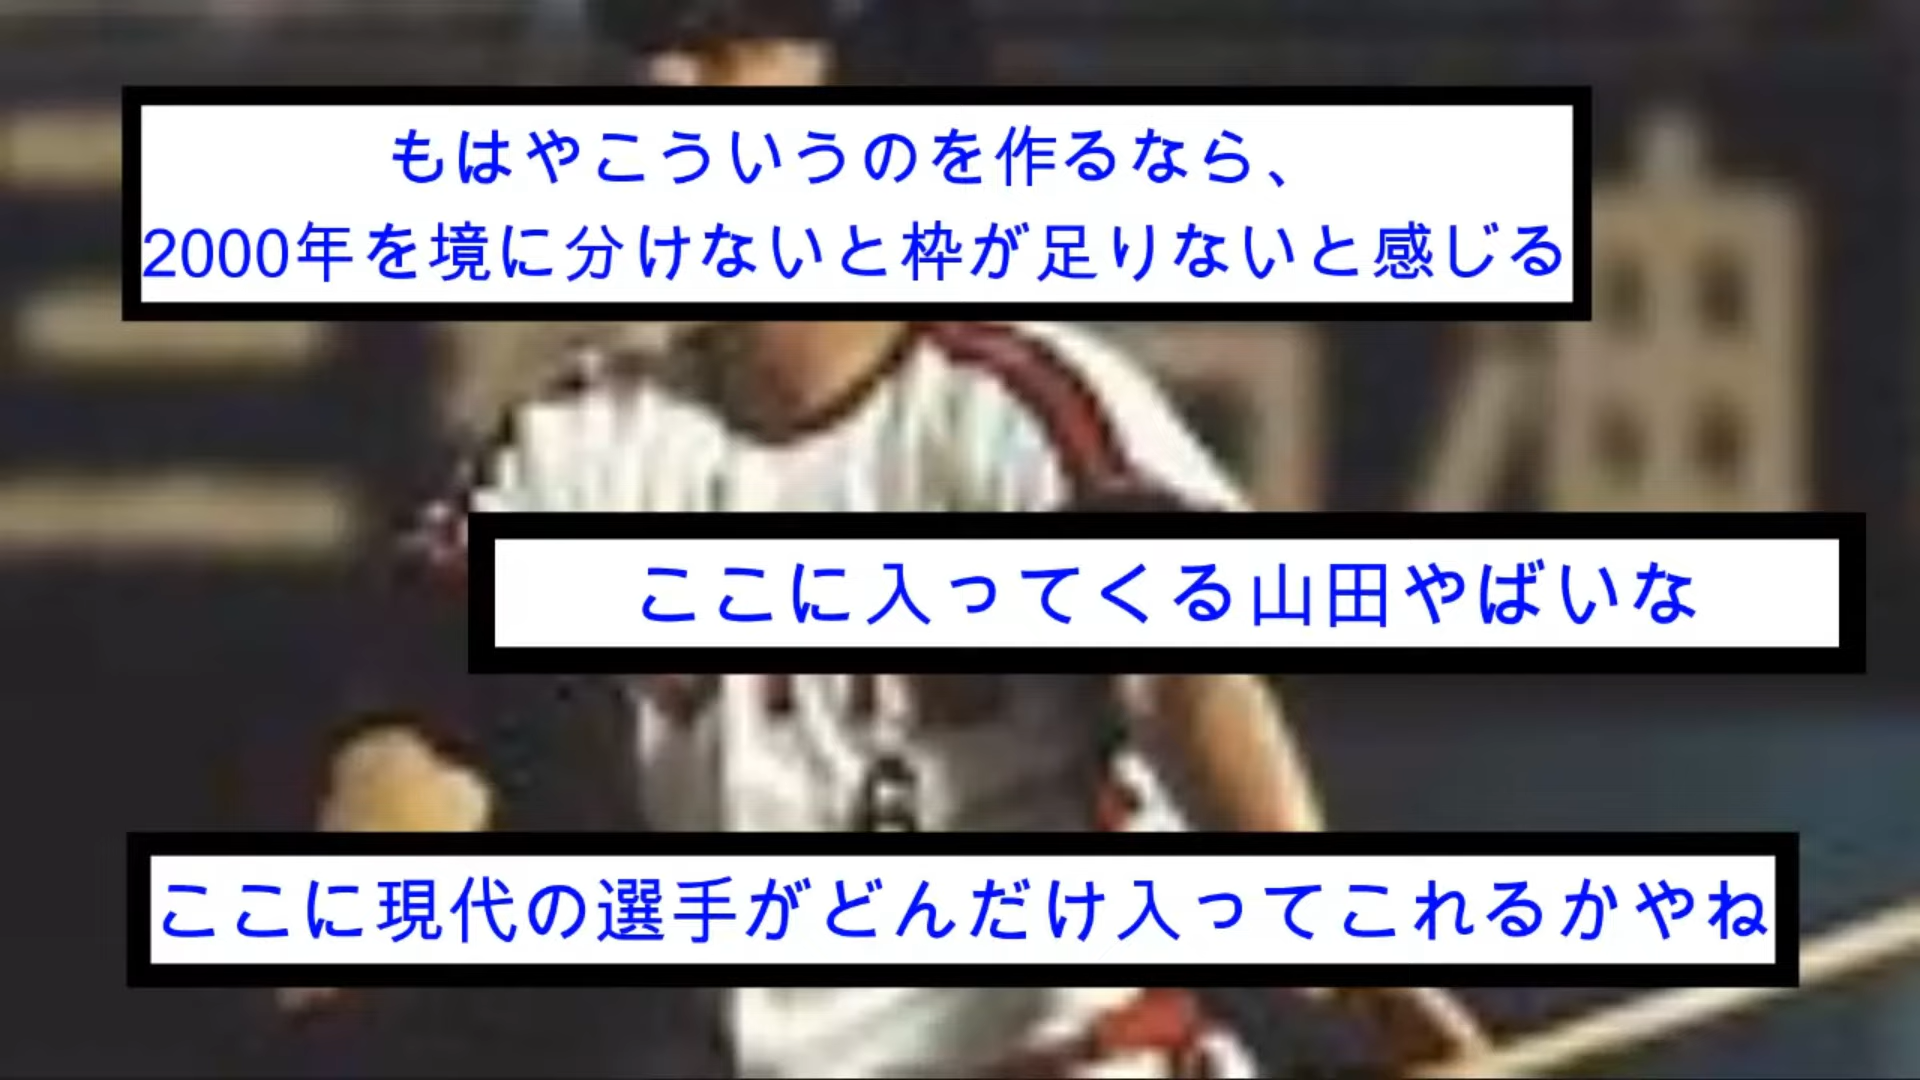 もはやこういうのを作るなら、
2000年を境に分けないと枠が足りないと感じる
ここに入ってくる山田やばいな
6
ここに現代の選手がどんだけ入ってこれるかやね